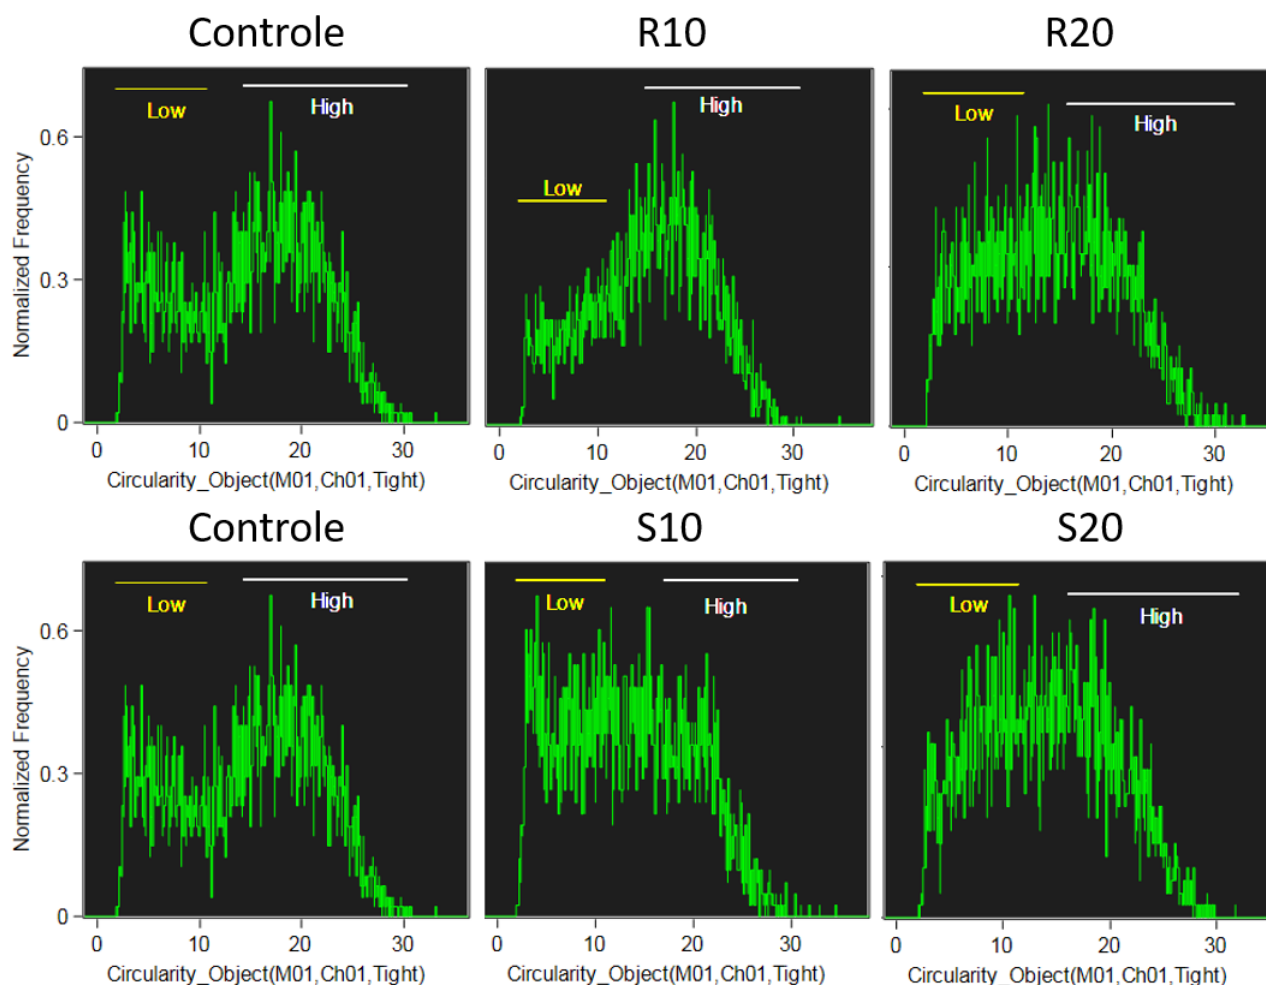 Controle
R10
R20
Low
High
Low
High
Low
High
Normalized Frequency
0.6
0.3
0
0 10 20 30
0 10 20 30
0 10 20 30
Circularity_Object(M01,Ch01,Tight)
Circularity_Object(M01,Ch01,Tight)
Circularity_Object(M01,Ch01,Tight)
Controle
S10
S20
Low
High
Low
High
Low
High
Normalized Frequency
0.6
0.3
0
0 10 20 30
0 10 20 30
0 10 20 30
Circularity_Object(M01,Ch01,Tight)
Circularity_Object(M01,Ch01,Tight)
Circularity_Object(M01,Ch01,Tight)